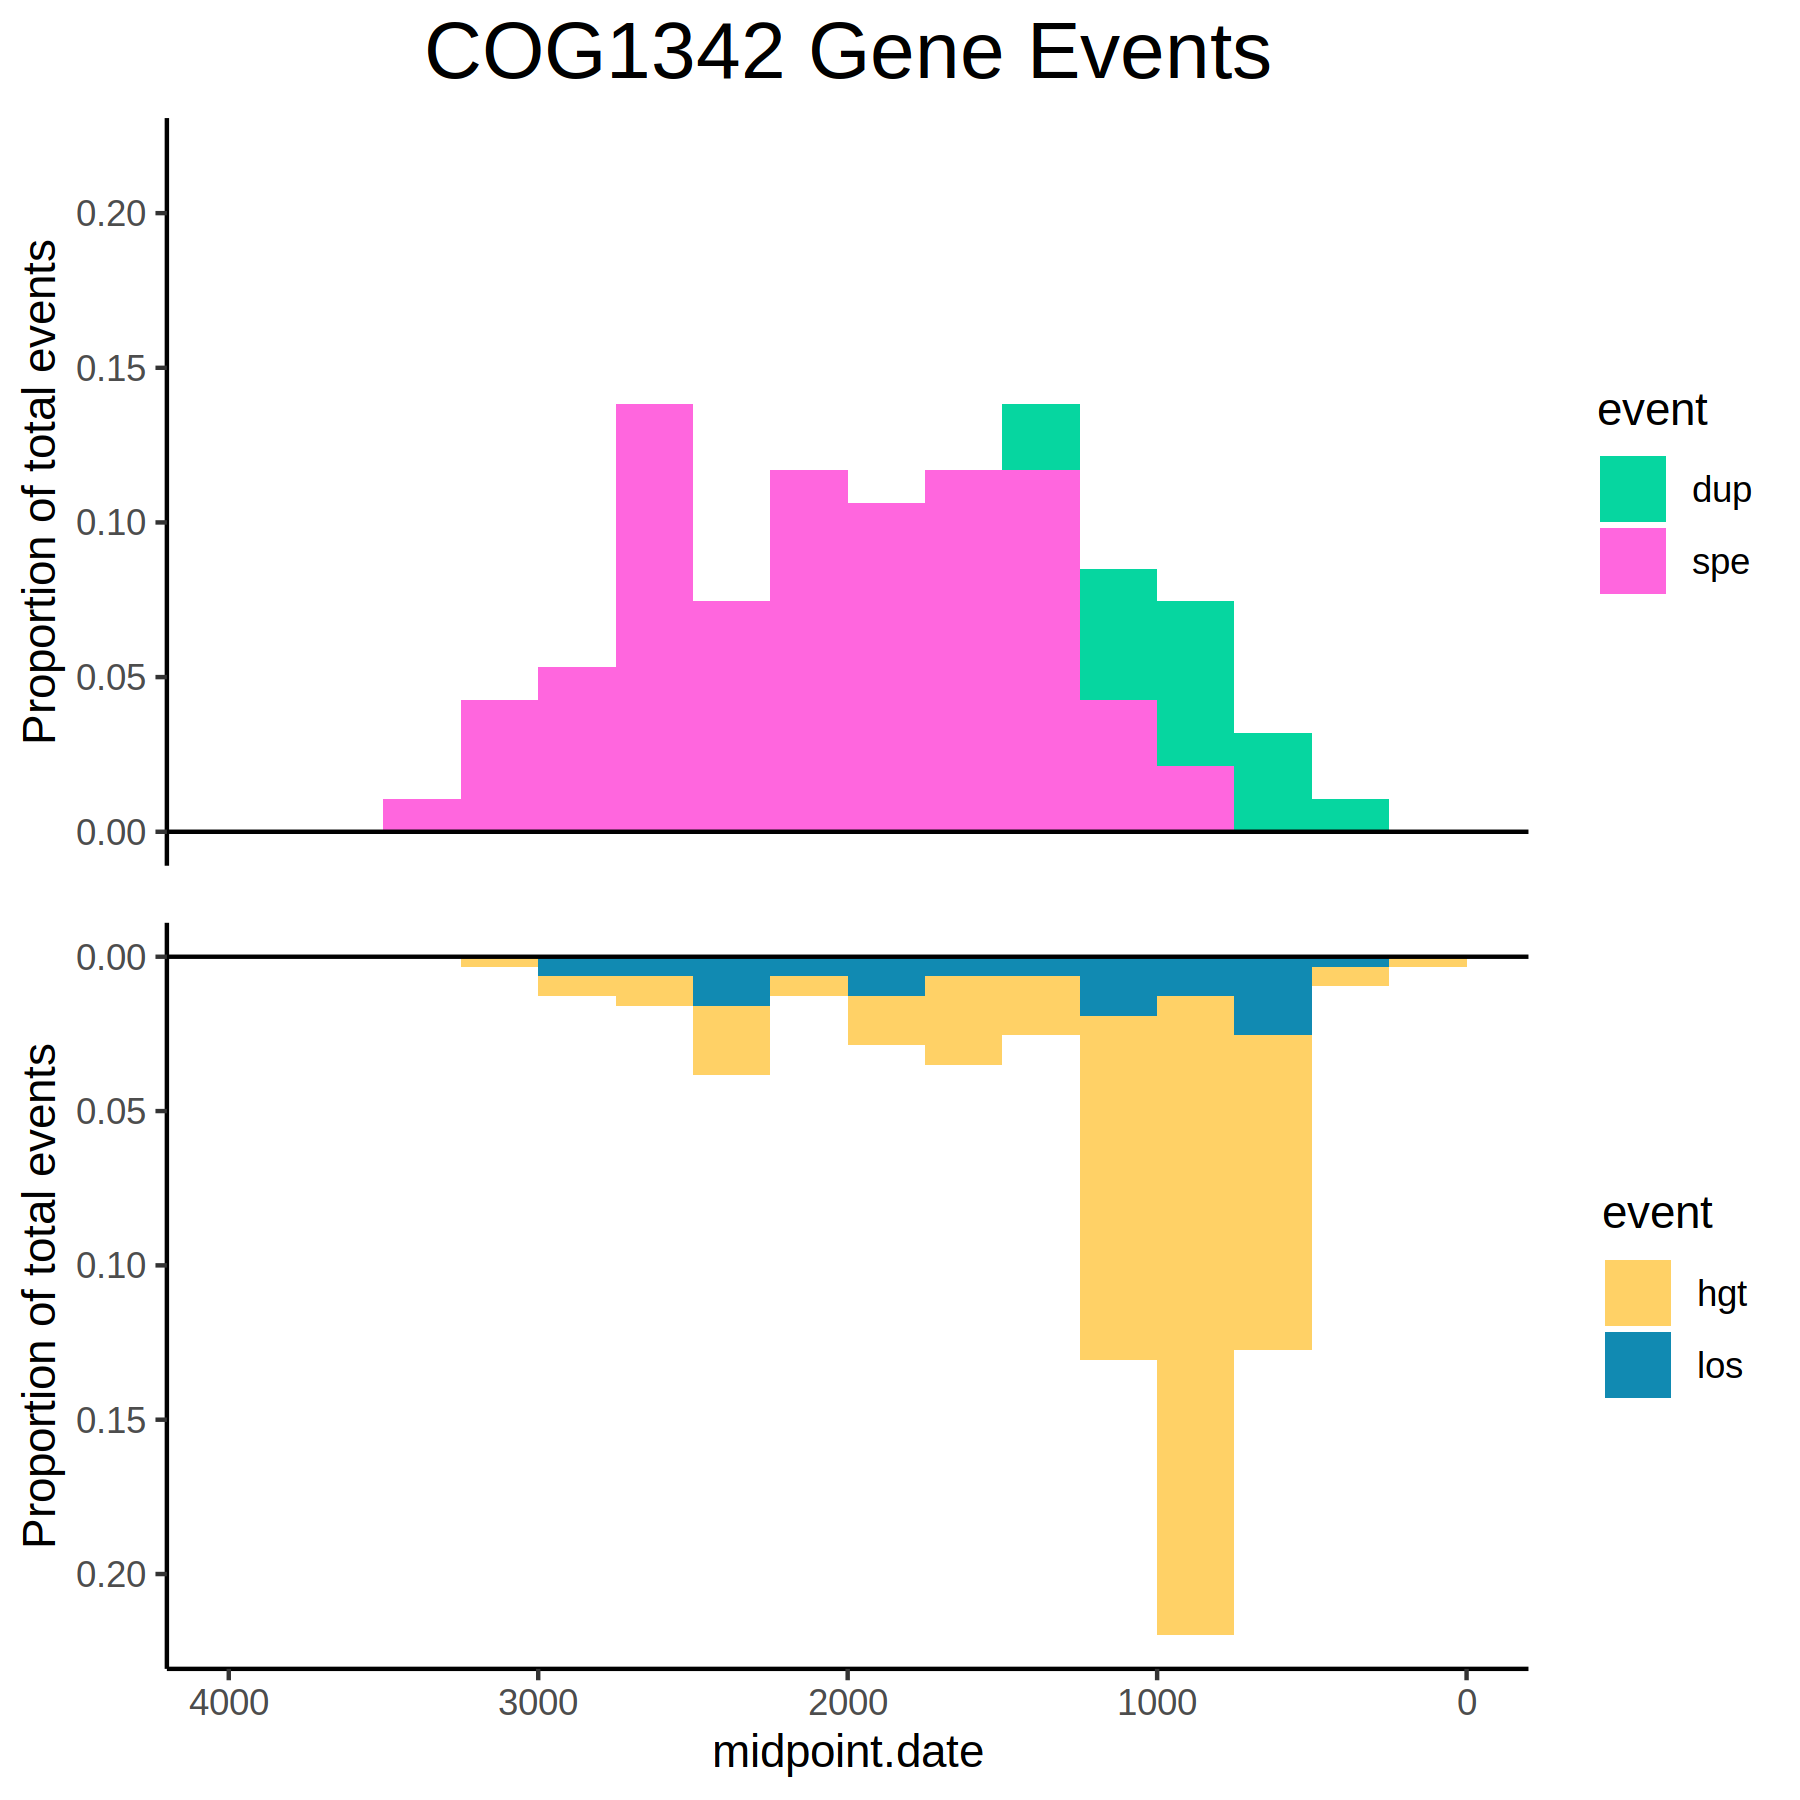 COG1342 Gene Events
Proportion of total events
0.20
0.15
0.10
0.05
0.00
event
dup
spe
Proportion of total events
0.00
0.05
0.10
0.15
0.20
event
hgt
los
4000 3000 2000 1000 0
midpoint.date